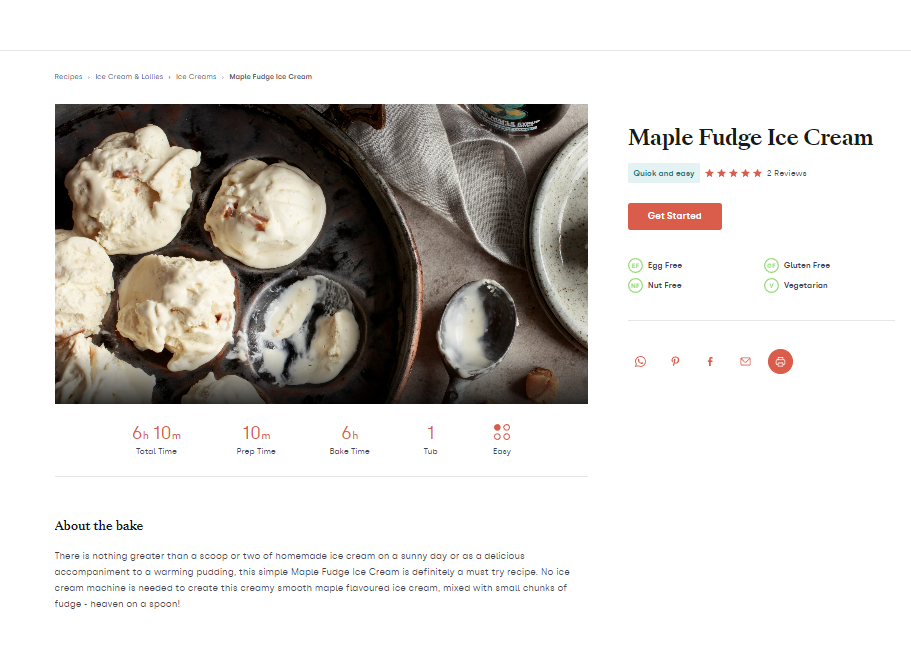 Recipes › Ice Cream & Lollies › Ice Creams › Maple Fudge Ice Cream
Maple Fudge Ice Cream
Quick and easy 2 Reviews
Get Started
EF Egg Free GF Gluten Free
NF Nut Free V Vegetarian
6h 10m 10m 6h 1
Total Time Prep Time Bake Time Tub Easy
About the bake
There is nothing greater than a scoop or two of homemade ice cream on a sunny day or as a delicious
accompaniment to a warming pudding, this simple Maple Fudge Ice Cream is definitely a must try recipe. No ice
cream machine is needed to create this creamy smooth maple flavoured ice cream, mixed with small chunks of
fudge - heaven on a spoon!